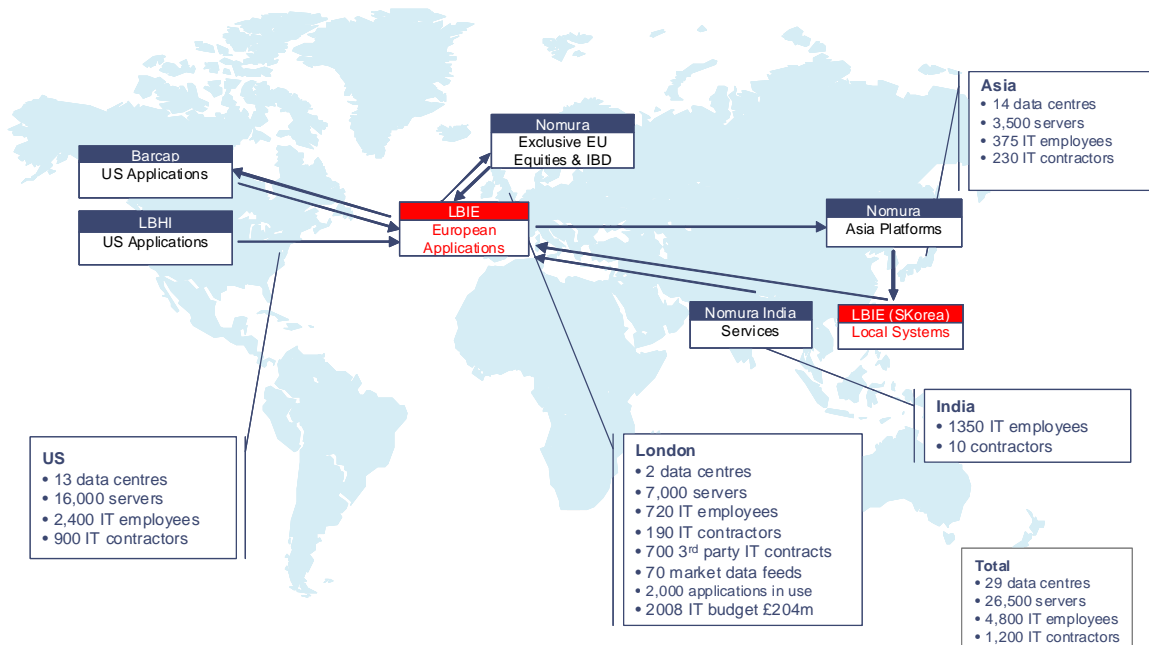 Asia
• 14 data centres
• 3,500 servers
• 375 IT employees
• 230 IT contractors
Nomura
Exclusive EU
Equities & IBD
Barcap
US Applications
LBHI
US Applications
LBIE
European
Applications
Nomura
Asia Platforms
Nomura India
Services
LBIE (SKorea)
Local Systems
India
• 1350 IT employees
• 10 contractors
US
• 13 data centres
• 16,000 servers
• 2,400 IT employees
• 900 IT contractors
London
• 2 data centres
• 7,000 servers
• 720 IT employees
• 190 IT contractors
• 700 3rd party IT contracts
• 70 market data feeds
• 2,000 applications in use
• 2008 IT budget £204m
Total
• 29 data centres
• 26,500 servers
• 4,800 IT employees
• 1,200 IT contractors